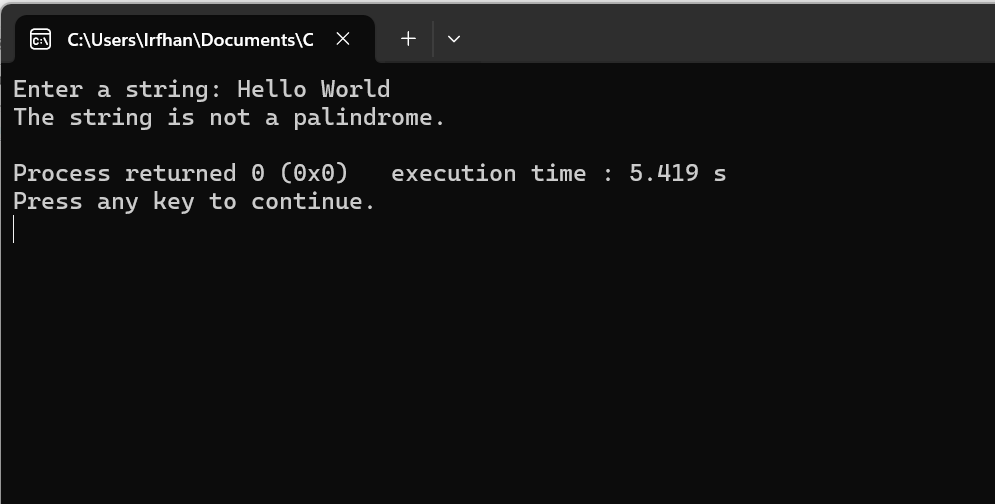 C:\Users\Irfhan\Documents\C
Enter a string: Hello World
The string is not a palindrome.
Process returned 0 (0x0)   execution time : 5.419 s
Press any key to continue.